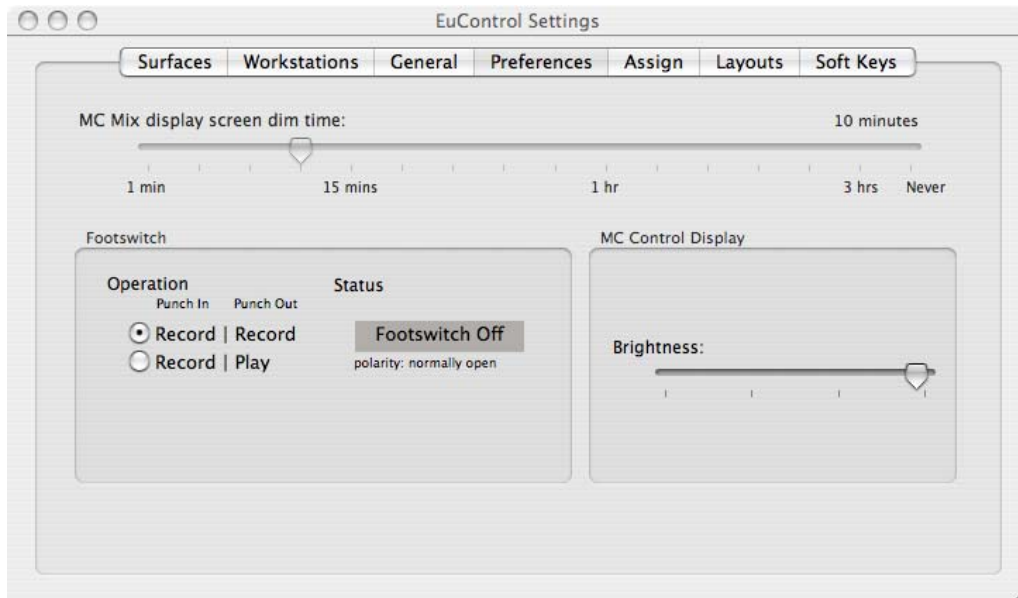 EuControl Settings
Surfaces Workstations General Preferences Assign Layouts Soft Keys
MC Mix display screen dim time: 10 minutes
1 min 15 mins 1 hr 3 hrs Never
Footswitch
Operation Status
Punch In Punch Out
Record | Record
Footswitch Off
Record | Play
polarity: normally open
MC Control Display
Brightness: